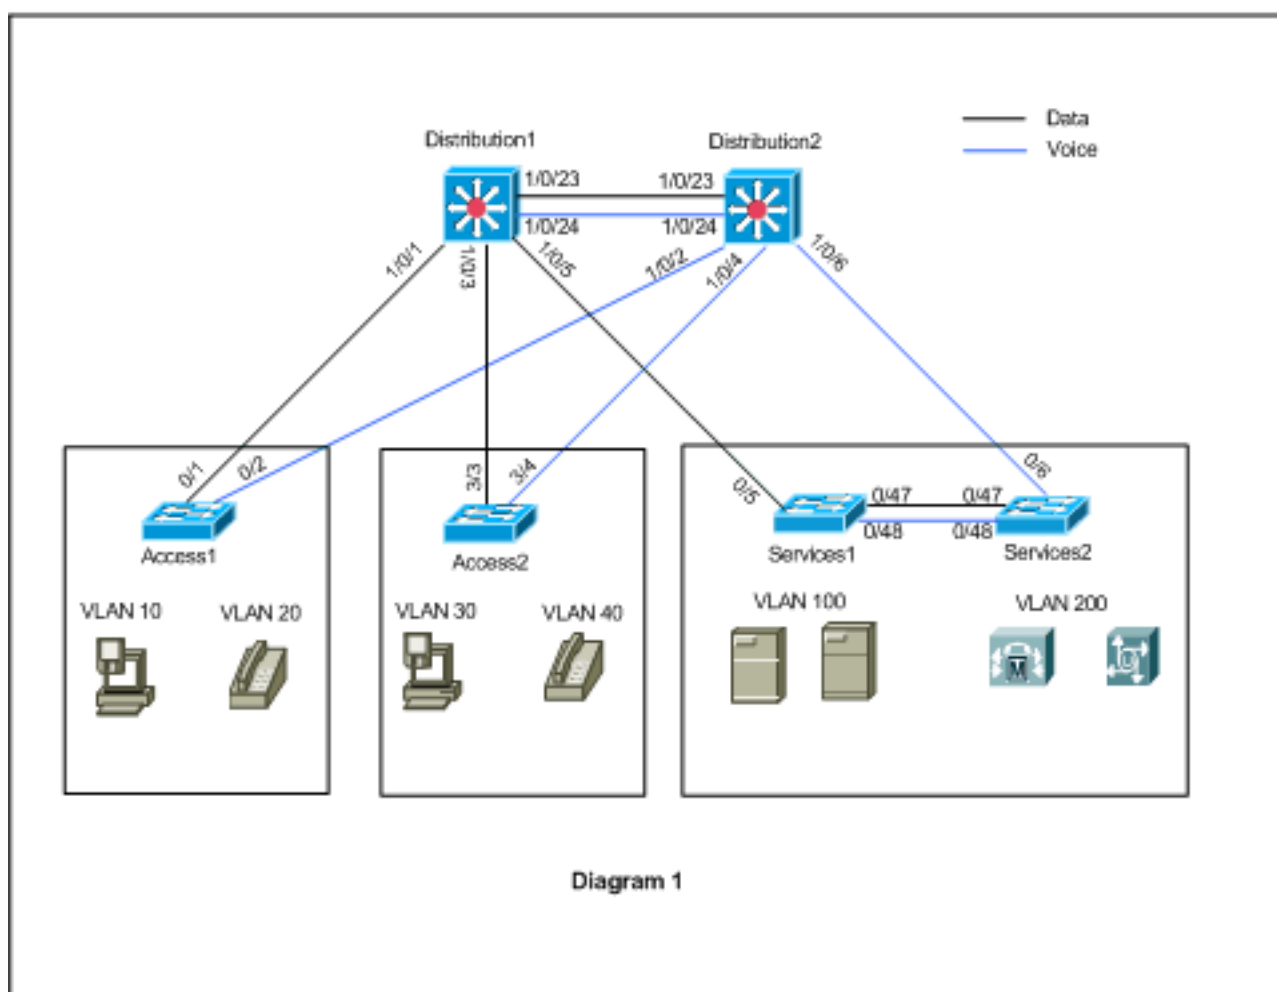 Data
Voice
Distribution1
Distribution2
1/0/23
1/0/23
1/0/24
1/0/24
1/0/1
1/0/3
1/0/5
1/0/2
1/0/4
1/0/6
0/1
0/2
3/3
3/4
0/5
0/6
0/47
0/47
0/48
0/48
Access1
Access2
Services1
Services2
VLAN 10
VLAN 20
VLAN 30
VLAN 40
VLAN 100
VLAN 200
M
Diagram 1